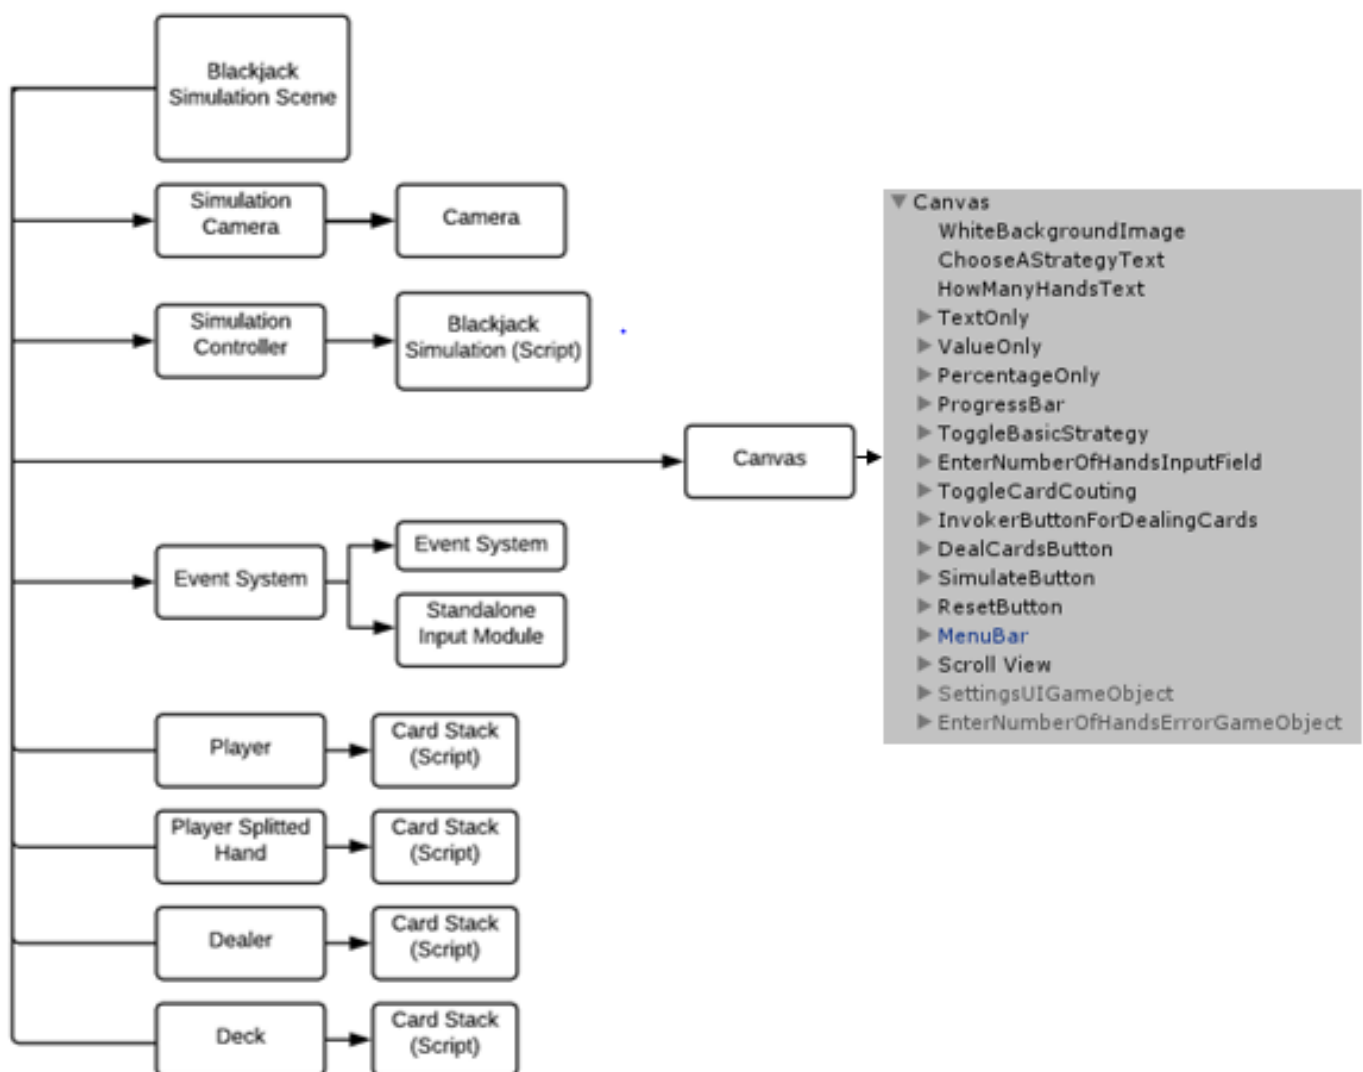 Blackjack
Simulation Scene
Simulation
Camera
Camera
Simulation
Controller
Blackjack
Simulation (Script)
Canvas
Event System
Event System
Standalone
Input Module
Player
Card Stack
(Script)
Player Splitted
Hand
Card Stack
(Script)
Dealer
Card Stack
(Script)
Deck
Card Stack
(Script)
Canvas
WhiteBackgroundImage
ChooseAStrategyText
HowManyHandsText
TextOnly
ValueOnly
PercentageOnly
ProgressBar
ToggleBasicStrategy
EnterNumberOfHandsInputField
ToggleCardCouting
InvokerButtonForDealingCards
DealCardsButton
SimulateButton
ResetButton
MenuBar
Scroll View
SettingsUIGameObject
EnterNumberOfHandsErrorGameObject